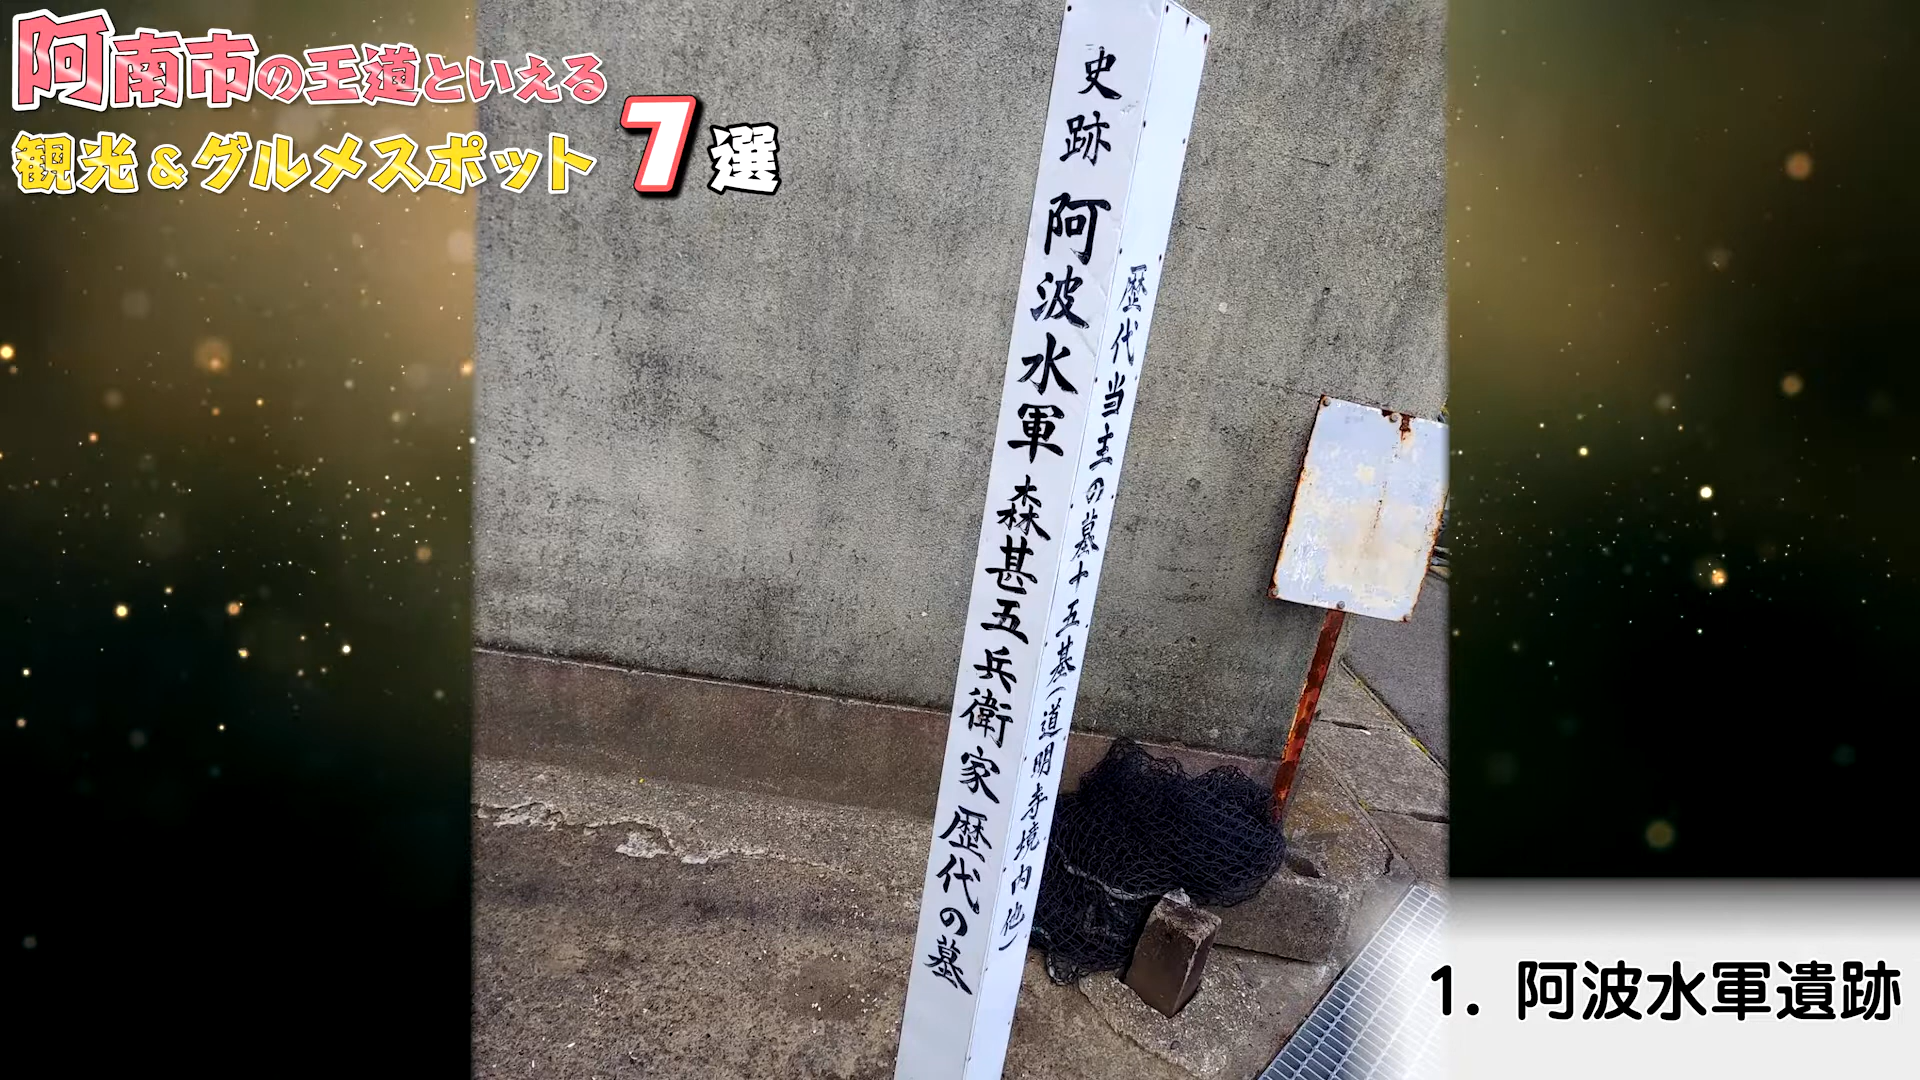 阿南市の王道といえる
観光&グルメスポット7選
史跡 阿波水軍 森甚五兵衛家歴代の墓
歴代当主の墓十五基(道明寺境内他)
1. 阿波水軍遺跡